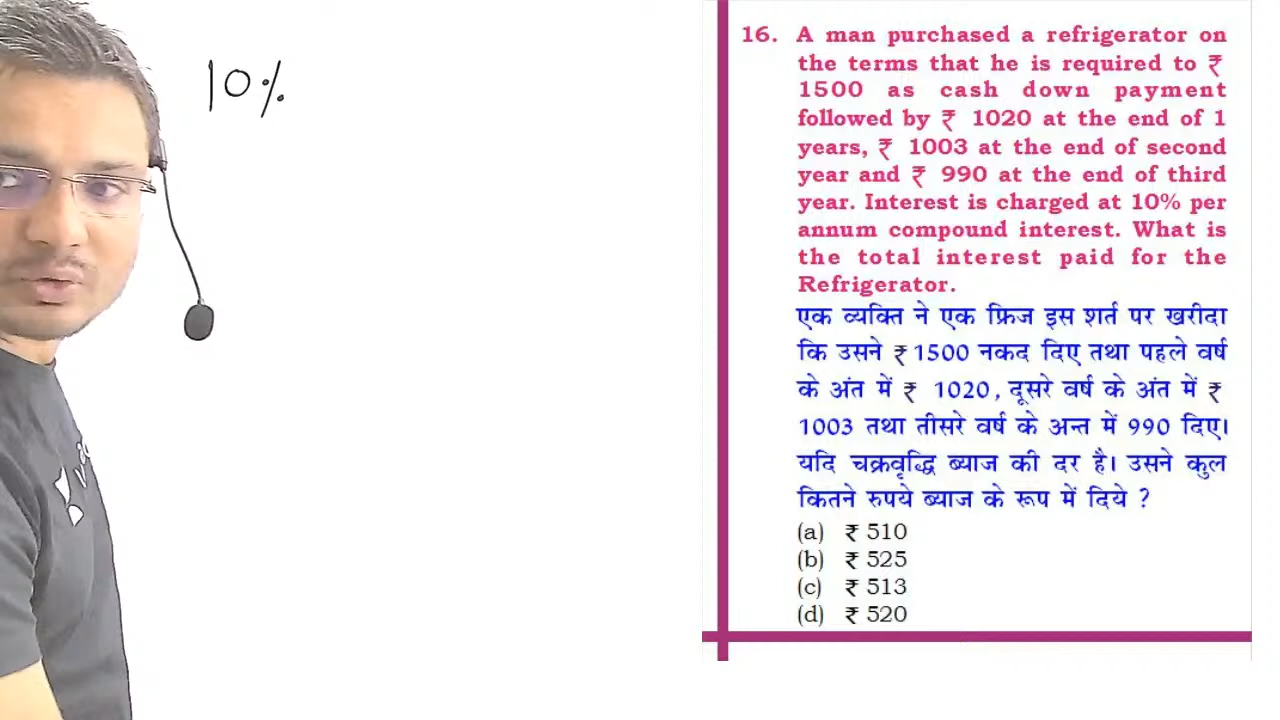 10%
16. A man purchased a refrigerator on
the terms that he is required to ₹
1500 as cash down payment
followed by ₹ 1020 at the end of 1
years, ₹ 1003 at the end of second
year and ₹ 990 at the end of third
year. Interest is charged at 10% per
annum compound interest. What is
the total interest paid for the
Refrigerator.
एक व्यक्ति ने एक फ्रिज इस शर्त पर खरीदा
कि उसने ₹ 1500 नकद दिए तथा पहले वर्ष
के अंत में ₹ 1020, दूसरे वर्ष के अंत में ₹
1003 तथा तीसरे वर्ष के अन्त में 990 दिए।
यदि चक्रवृद्धि ब्याज की दर है। उसने कुल
कितने रुपये ब्याज के रूप में दिये ?
(a) ₹ 510
(b) ₹ 525
(c) ₹ 513
(d) ₹ 520